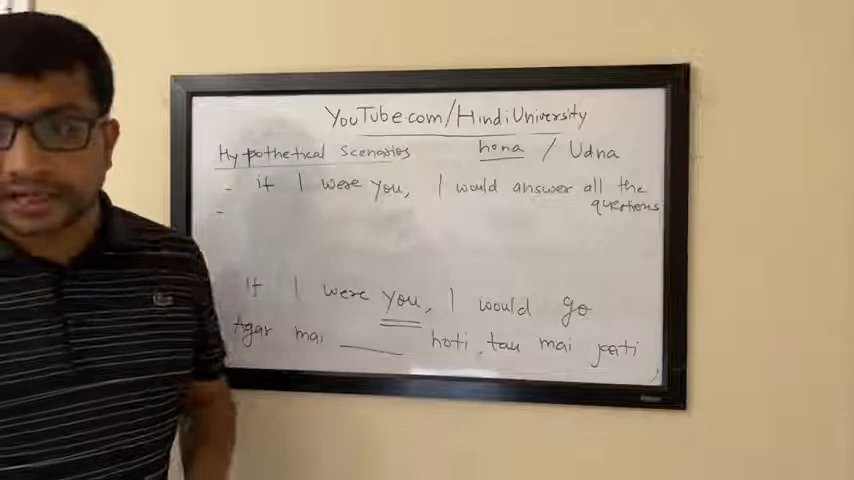 YouTube.com/HindiUniversity
Hypothetical Scenarios hona / Udna
- if I were you, I would answer all the
questions
-
If I were you, I would go
Agar mai ______ hoti, tau mai jaati